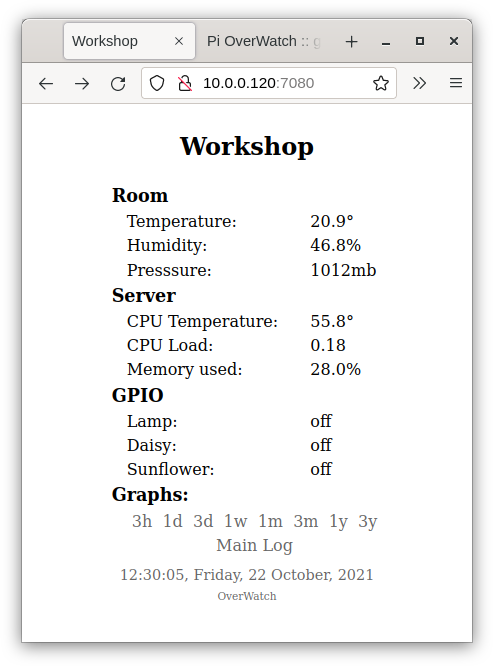 Workshop
Pi OverWatch ::
10.0.0.120:7080
Workshop
Room
Temperature: 20.9°
Humidity: 46.8%
Presssure: 1012mb
Server
CPU Temperature: 55.8°
CPU Load: 0.18
Memory used: 28.0%
GPIO
Lamp: off
Daisy: off
Sunflower: off
Graphs:
3h 1d 3d 1w 1m 3m 1y 3y
Main Log
12:30:05, Friday, 22 October, 2021
OverWatch